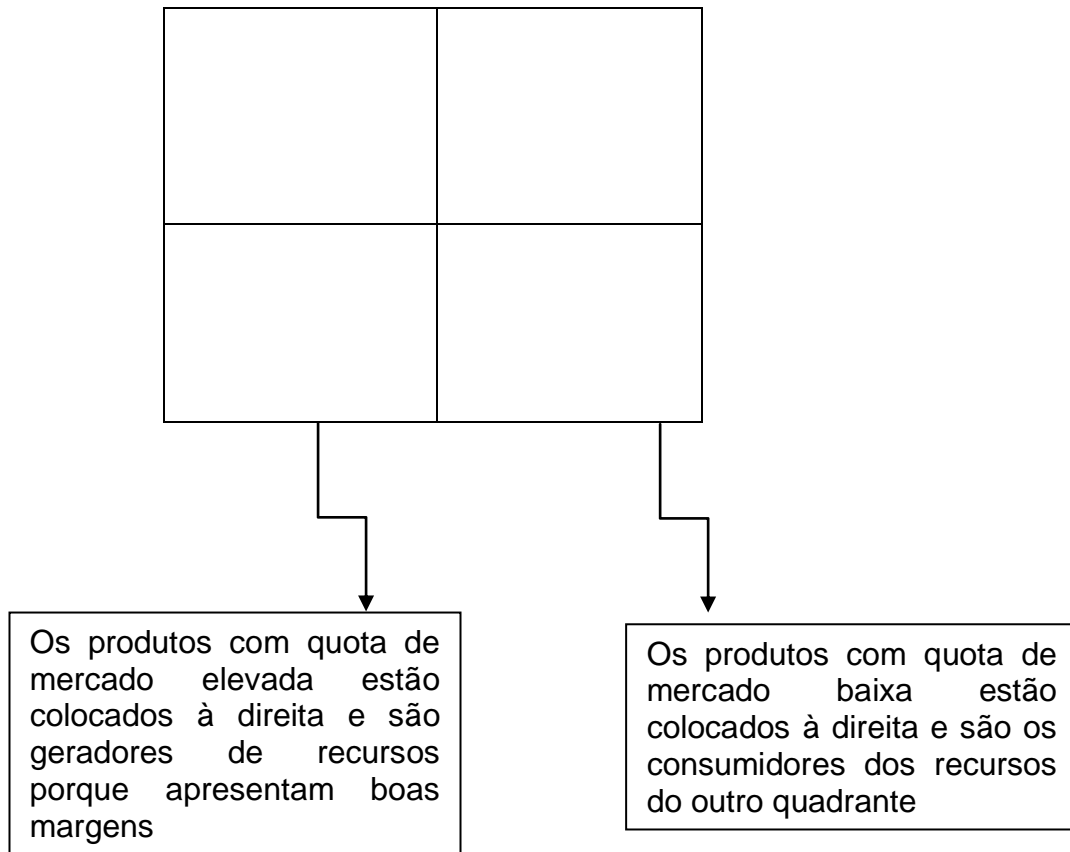 Os produtos com quota de
mercado elevada estão
colocados à direita e são
geradores de recursos
porque apresentam boas
margens
Os produtos com quota de
mercado baixa estão
colocados à direita e são os
consumidores dos recursos
do outro quadrante